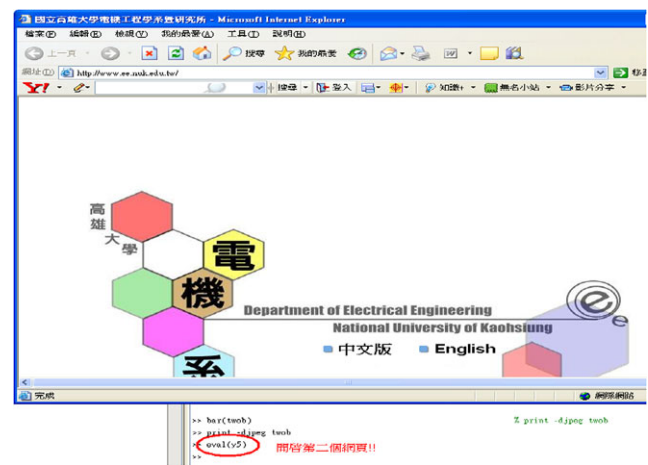 國立高雄大學電機工程學系暨研究所 - Microsoft Internet Explorer
檔案(F) 編輯(E) 檢視(V) 我的最愛(A) 工具(T) 說明(H)
上一頁 搜尋 我的最愛
網址(D) http://www.ee.nuk.edu.tw/
Y! 搜尋 登入 知識+ 無名小站 影片分享
高雄大學
電
機
系
Department of Electrical Engineering
National University of Kaohsiung
中文版 English
e e
完成 網際網路
>> bar(twob) % print -djpeg twob
>> print -djpeg twob
>> eval(y5) 開啟第二個網頁!!
>>